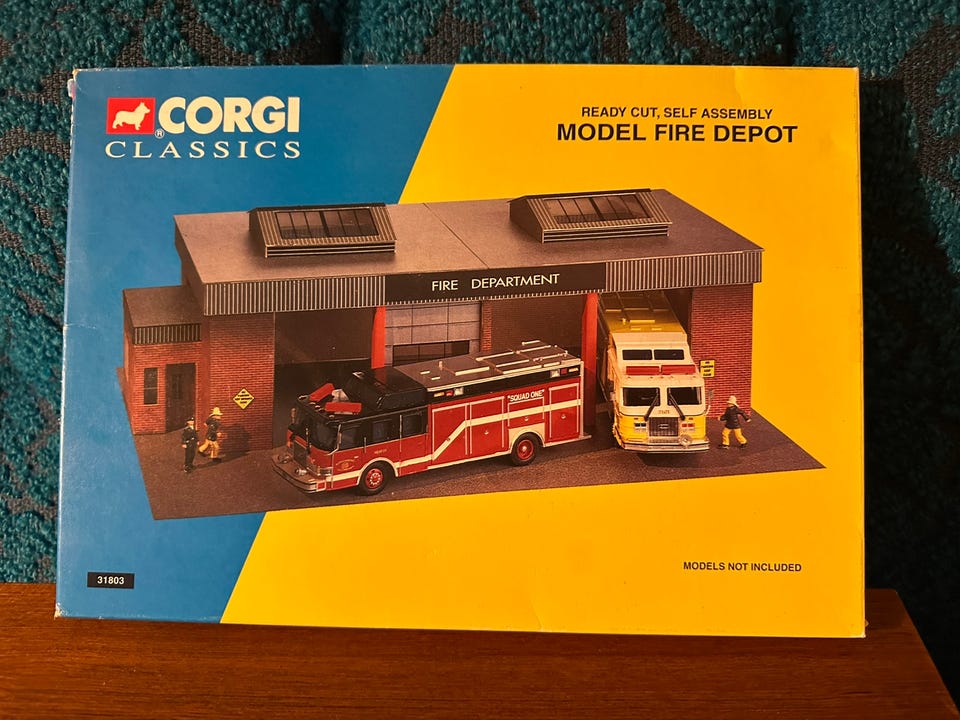 CORGI
®
CLASSICS
READY CUT, SELF ASSEMBLY
MODEL FIRE DEPOT
FIRE DEPARTMENT
"SQUAD ONE"
31803
MODELS NOT INCLUDED